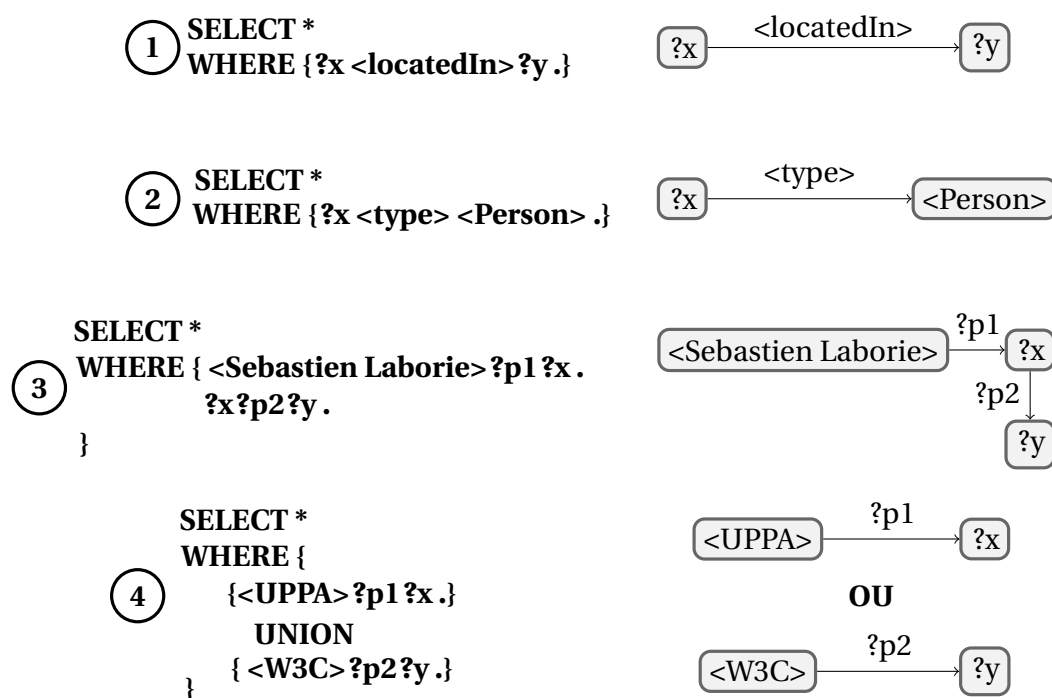 1
SELECT *
WHERE {?x <locatedIn> ?y .}
?x
<locatedIn>
?y
2
SELECT *
WHERE {?x <type> <Person> .}
?x
<type>
<Person>
3
SELECT *
WHERE { <Sebastien Laborie> ?p1 ?x .
?x ?p2 ?y .
}
<Sebastien Laborie>
?p1
?x
?p2
?y
4
SELECT *
WHERE {
{<UPPA> ?p1 ?x .}
UNION
{ <W3C> ?p2 ?y .}
}
<UPPA>
?p1
?x
OU
<W3C>
?p2
?y